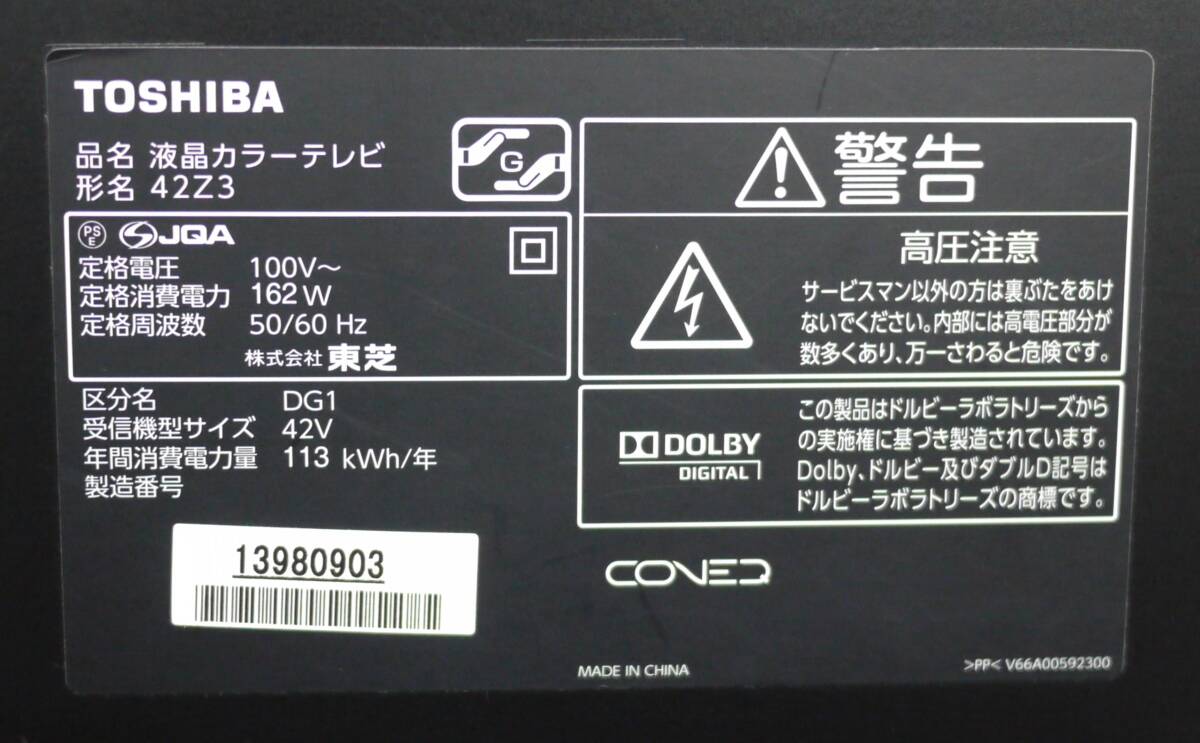 TOSHIBA
品名 液晶カラーテレビ
形名 42Z3
G
PS
E
JQA
定格電圧 100V～
定格消費電力 162W
定格周波数 50/60 Hz
株式会社 東芝
区分名 DG1
受信機型サイズ 42V
年間消費電力量 113 kWh/年
製造番号
13980903
警告
高圧注意
サービスマン以外の方は裏ぶたをあけ
ないでください。内部には高電圧部分が
数多くあり、万一さわると危険です。
DOLBY
DIGITAL
この製品はドルビーラボラトリーズから
の実施権に基づき製造されています。
Dolby、ドルビー及びダブルD記号は
ドルビーラボラトリーズの商標です。
CONEQ
MADE IN CHINA
>PP< V66A00592300